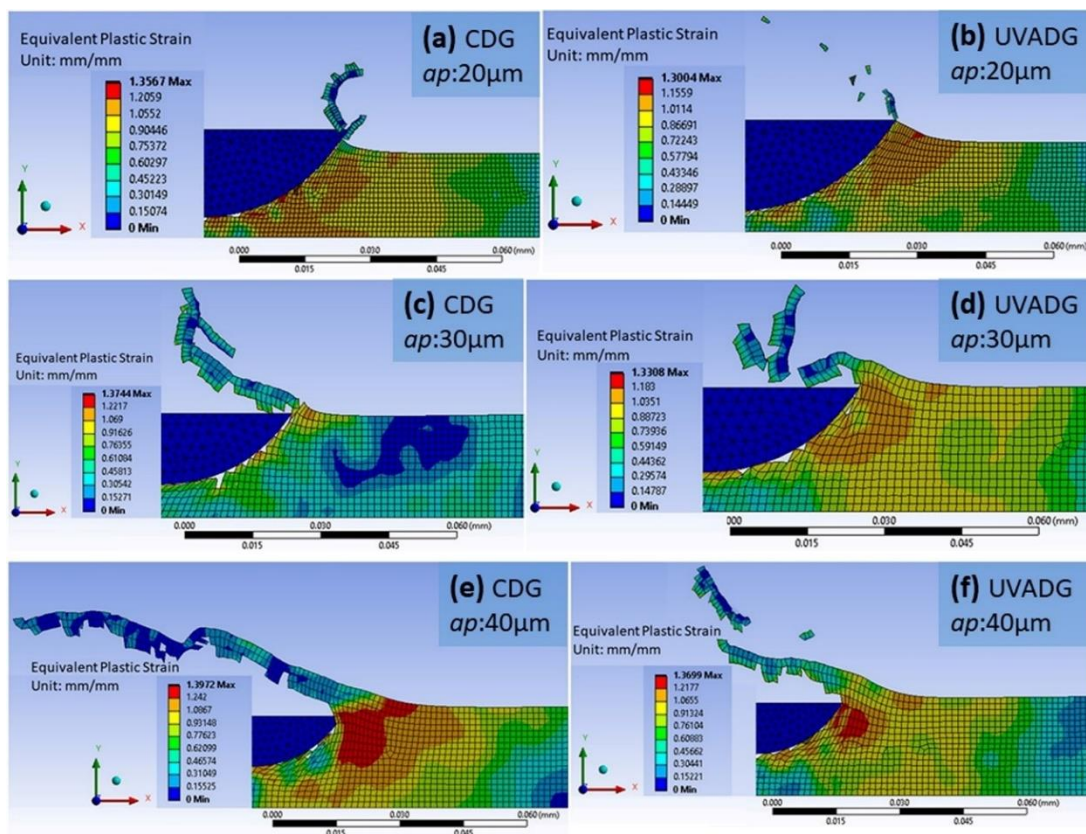 Equivalent Plastic Strain
Unit: mm/mm
1.3567 Max
1.2059
1.0552
0.90446
0.75372
0.60297
0.45223
0.30149
0.15074
0 Min
(a) CDG
ap:20μm
Y
X
0.000
0.030
0.060 (mm)
0.015
0.045
Equivalent Plastic Strain
Unit: mm/mm
1.3004 Max
1.1559
1.0114
0.86691
0.72243
0.57794
0.43346
0.28897
0.14449
0 Min
(b) UVADG
ap:20μm
Y
X
0.000
0.030
0.060 (mm)
0.015
0.045
Equivalent Plastic Strain
Unit: mm/mm
1.3744 Max
1.2217
1.069
0.91626
0.76355
0.61084
0.45813
0.30542
0.15271
0 Min
(c) CDG
ap:30μm
Y
X
0.000
0.030
0.060 (mm)
0.015
0.045
Equivalent Plastic Strain
Unit: mm/mm
1.3308 Max
1.183
1.0351
0.88723
0.73936
0.59149
0.44362
0.29574
0.14787
0 Min
(d) UVADG
ap:30μm
Y
X
000
0.030
0.060 (mm)
0.015
0.045
Equivalent Plastic Strain
Unit: mm/mm
1.3972 Max
1.242
1.0867
0.93148
0.77623
0.62099
0.46574
0.31049
0.15525
0 Min
(e) CDG
ap:40μm
Y
X
0.000
0.030
0.060 (mm)
0.015
0.045
Equivalent Plastic Strain
Unit: mm/mm
1.3699 Max
1.2177
1.0655
0.91324
0.76104
0.60883
0.45662
0.30441
0.15221
0 Min
(f) UVADG
ap:40μm
Y
X
0.000
0.030
0.060 (mm)
0.015
0.045